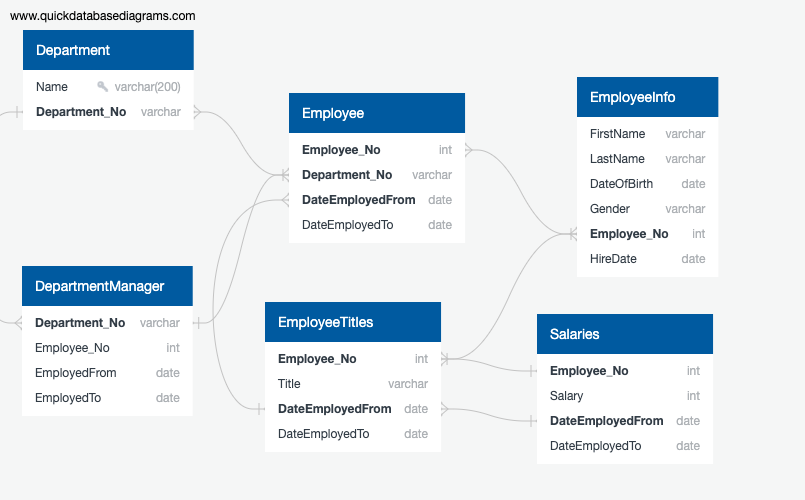 www.quickdatabasediagrams.com
Department
Name varchar(200)
Department_No varchar
Employee
Employee_No int
Department_No varchar
DateEmployedFrom date
DateEmployedTo date
EmployeeInfo
FirstName varchar
LastName varchar
DateOfBirth date
Gender varchar
Employee_No int
HireDate date
DepartmentManager
Department_No varchar
Employee_No int
EmployedFrom date
EmployedTo date
EmployeeTitles
Employee_No int
Title varchar
DateEmployedFrom date
DateEmployedTo date
Salaries
Employee_No int
Salary int
DateEmployedFrom date
DateEmployedTo date